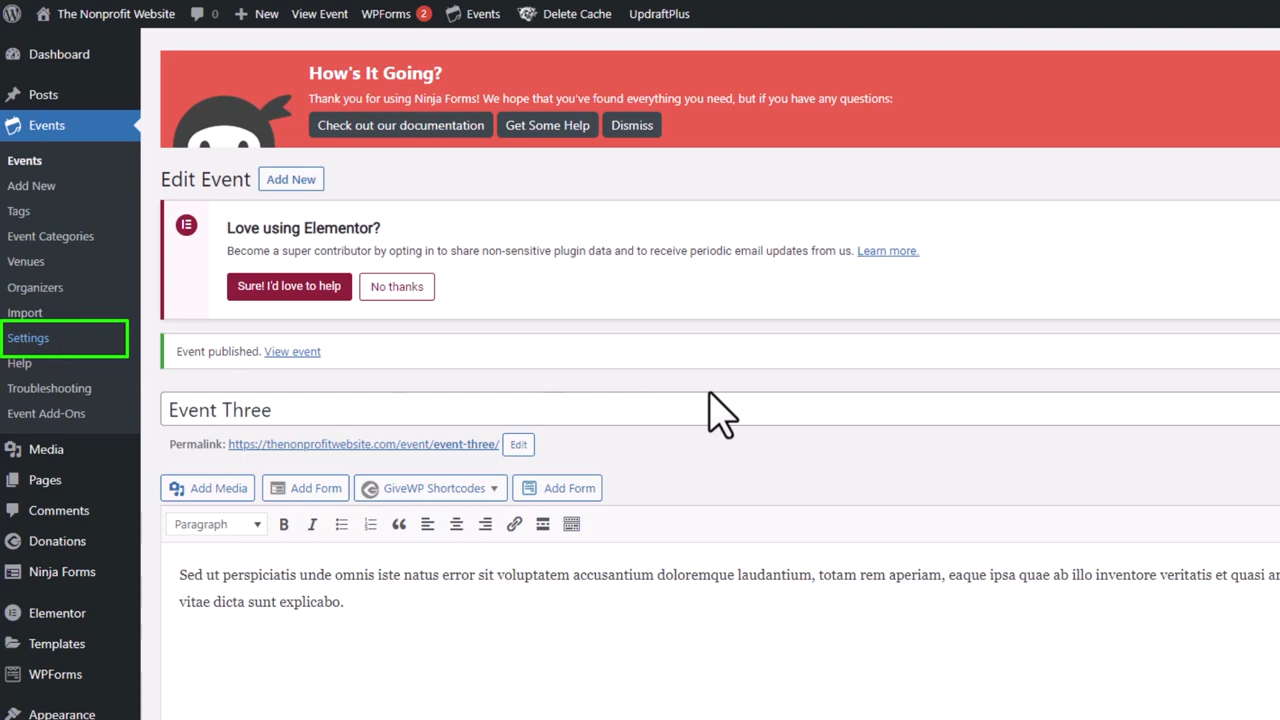 The Nonprofit Website 0 New View Event WPForms 2 Events Delete Cache UpdraftPlus
Dashboard
Posts
Events
Events
Add New
Tags
Event Categories
Venues
Organizers
Import
Settings
Help
Troubleshooting
Event Add-Ons
Media
Pages
Comments
Donations
Ninja Forms
Elementor
Templates
WPForms
Appearance
How's It Going?
Thank you for using Ninja Forms! We hope that you've found everything you need, but if you have any questions:
Check out our documentation Get Some Help Dismiss
Edit Event Add New
Love using Elementor?
Become a super contributor by opting in to share non-sensitive plugin data and to receive periodic email updates from us. Learn more.
Sure! I'd love to help No thanks
Event published. View event
Event Three
Permalink: https://thenonprofitwebsite.com/event/event-three/ Edit
Add Media Add Form GiveWP Shortcodes Add Form
Paragraph B I
Sed ut perspiciatis unde omnis iste natus error sit voluptatem accusantium doloremque laudantium, totam rem aperiam, eaque ipsa quae ab illo inventore veritatis et quasi
vitae dicta sunt explicabo.